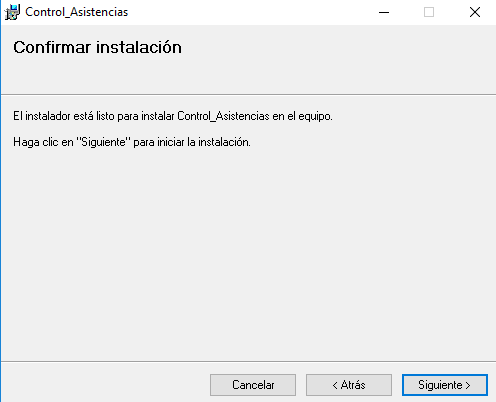 Control_Asistencias
Confirmar instalación
El instalador está listo para instalar Control_Asistencias en el equipo.
Haga clic en "Siguiente" para iniciar la instalación.
Cancelar
< Atrás
Siguiente >